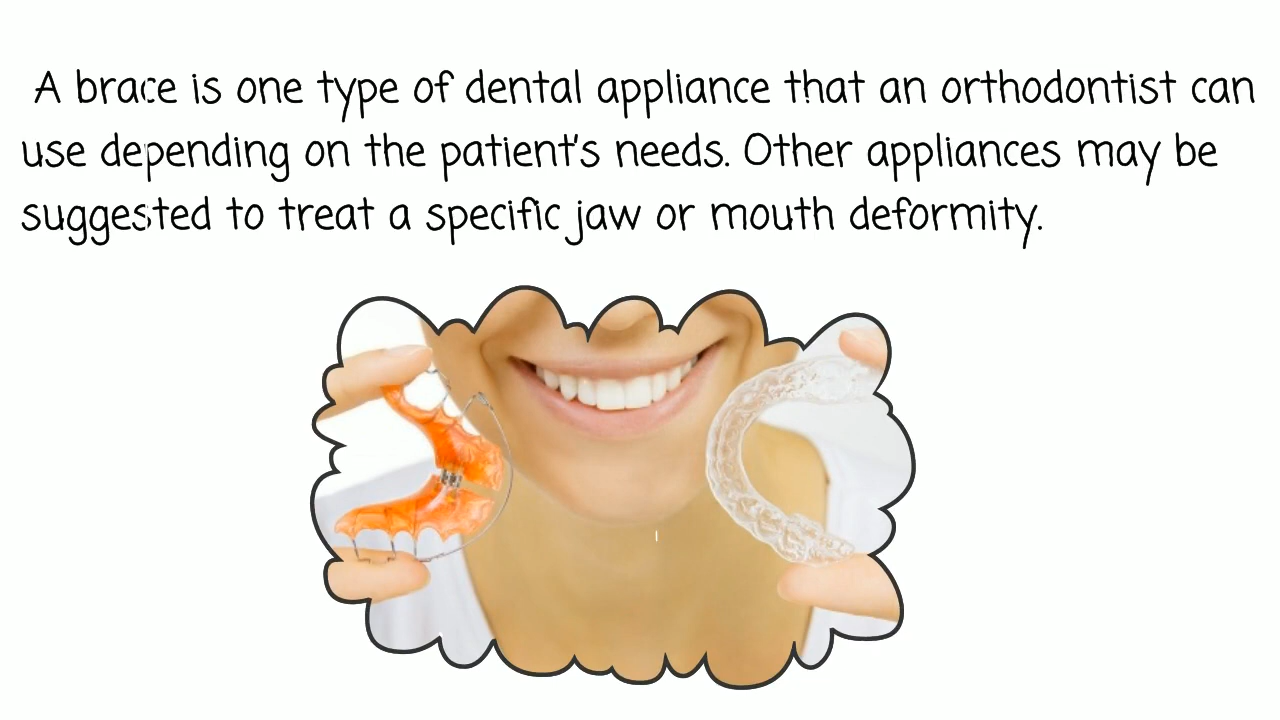 A brace is one type of dental appliance that an orthodontist can
use depending on the patient's needs. Other appliances may be
suggested to treat a specific jaw or mouth deformity.